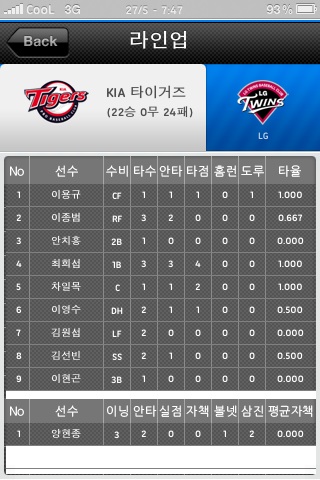 CooL 3G 27/5 - 7:47 93%
Back 라인업
Tigers KIA 타이거즈
(22승 0무 24패)
LG
TWINS
LG
No 선수 수비 타수 안타 타점 홈런 도루 타율
1 이용규 CF 1 1 1 0 1 1.000
2 이종범 RF 3 2 0 0 0 0.667
3 안치홍 2B 1 0 0 0 0 0.000
4 최희섭 1B 3 3 4 0 0 1.000
5 차일목 C 1 1 2 0 0 1.000
6 이영수 DH 2 1 1 0 0 0.500
7 김원섭 LF 2 0 0 0 0 0.000
8 김선빈 SS 2 1 0 0 0 0.500
9 이현곤 3B 1 0 0 0 0 0.000
No 선수 이닝 안타 실점 자책 볼넷 삼진 평균자책
1 양현종 3 2 0 0 1 2 0.000